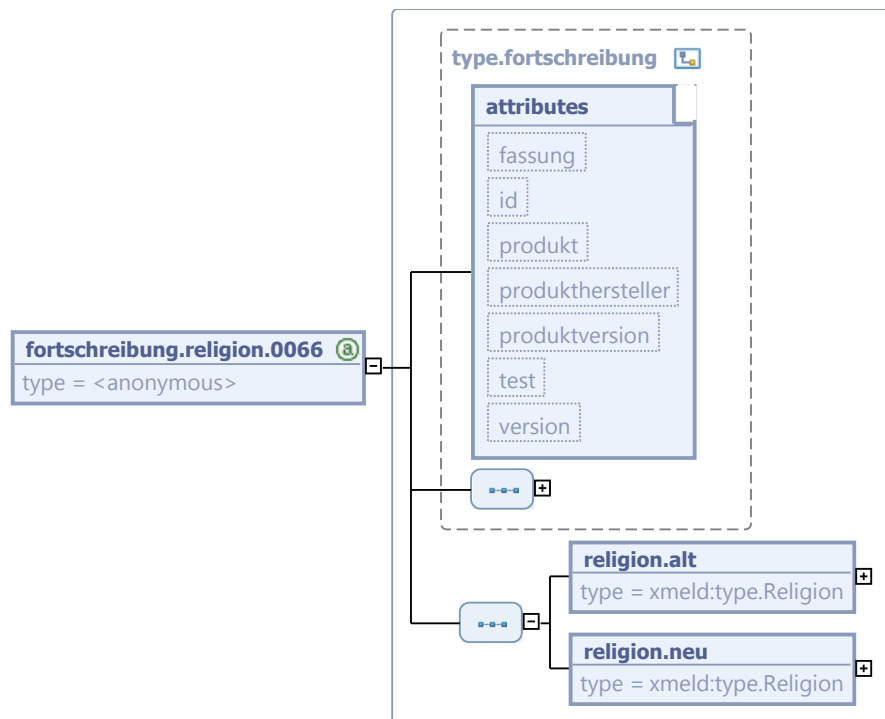 type.fortschreibung
attributes
fassung
id
produkt
produkthersteller
produktversion
test
version
fortschreibung.religion.0066 a
type = <anonymous>
religion.alt
type = xmeld:type.Religion
religion.neu
type = xmeld:type.Religion